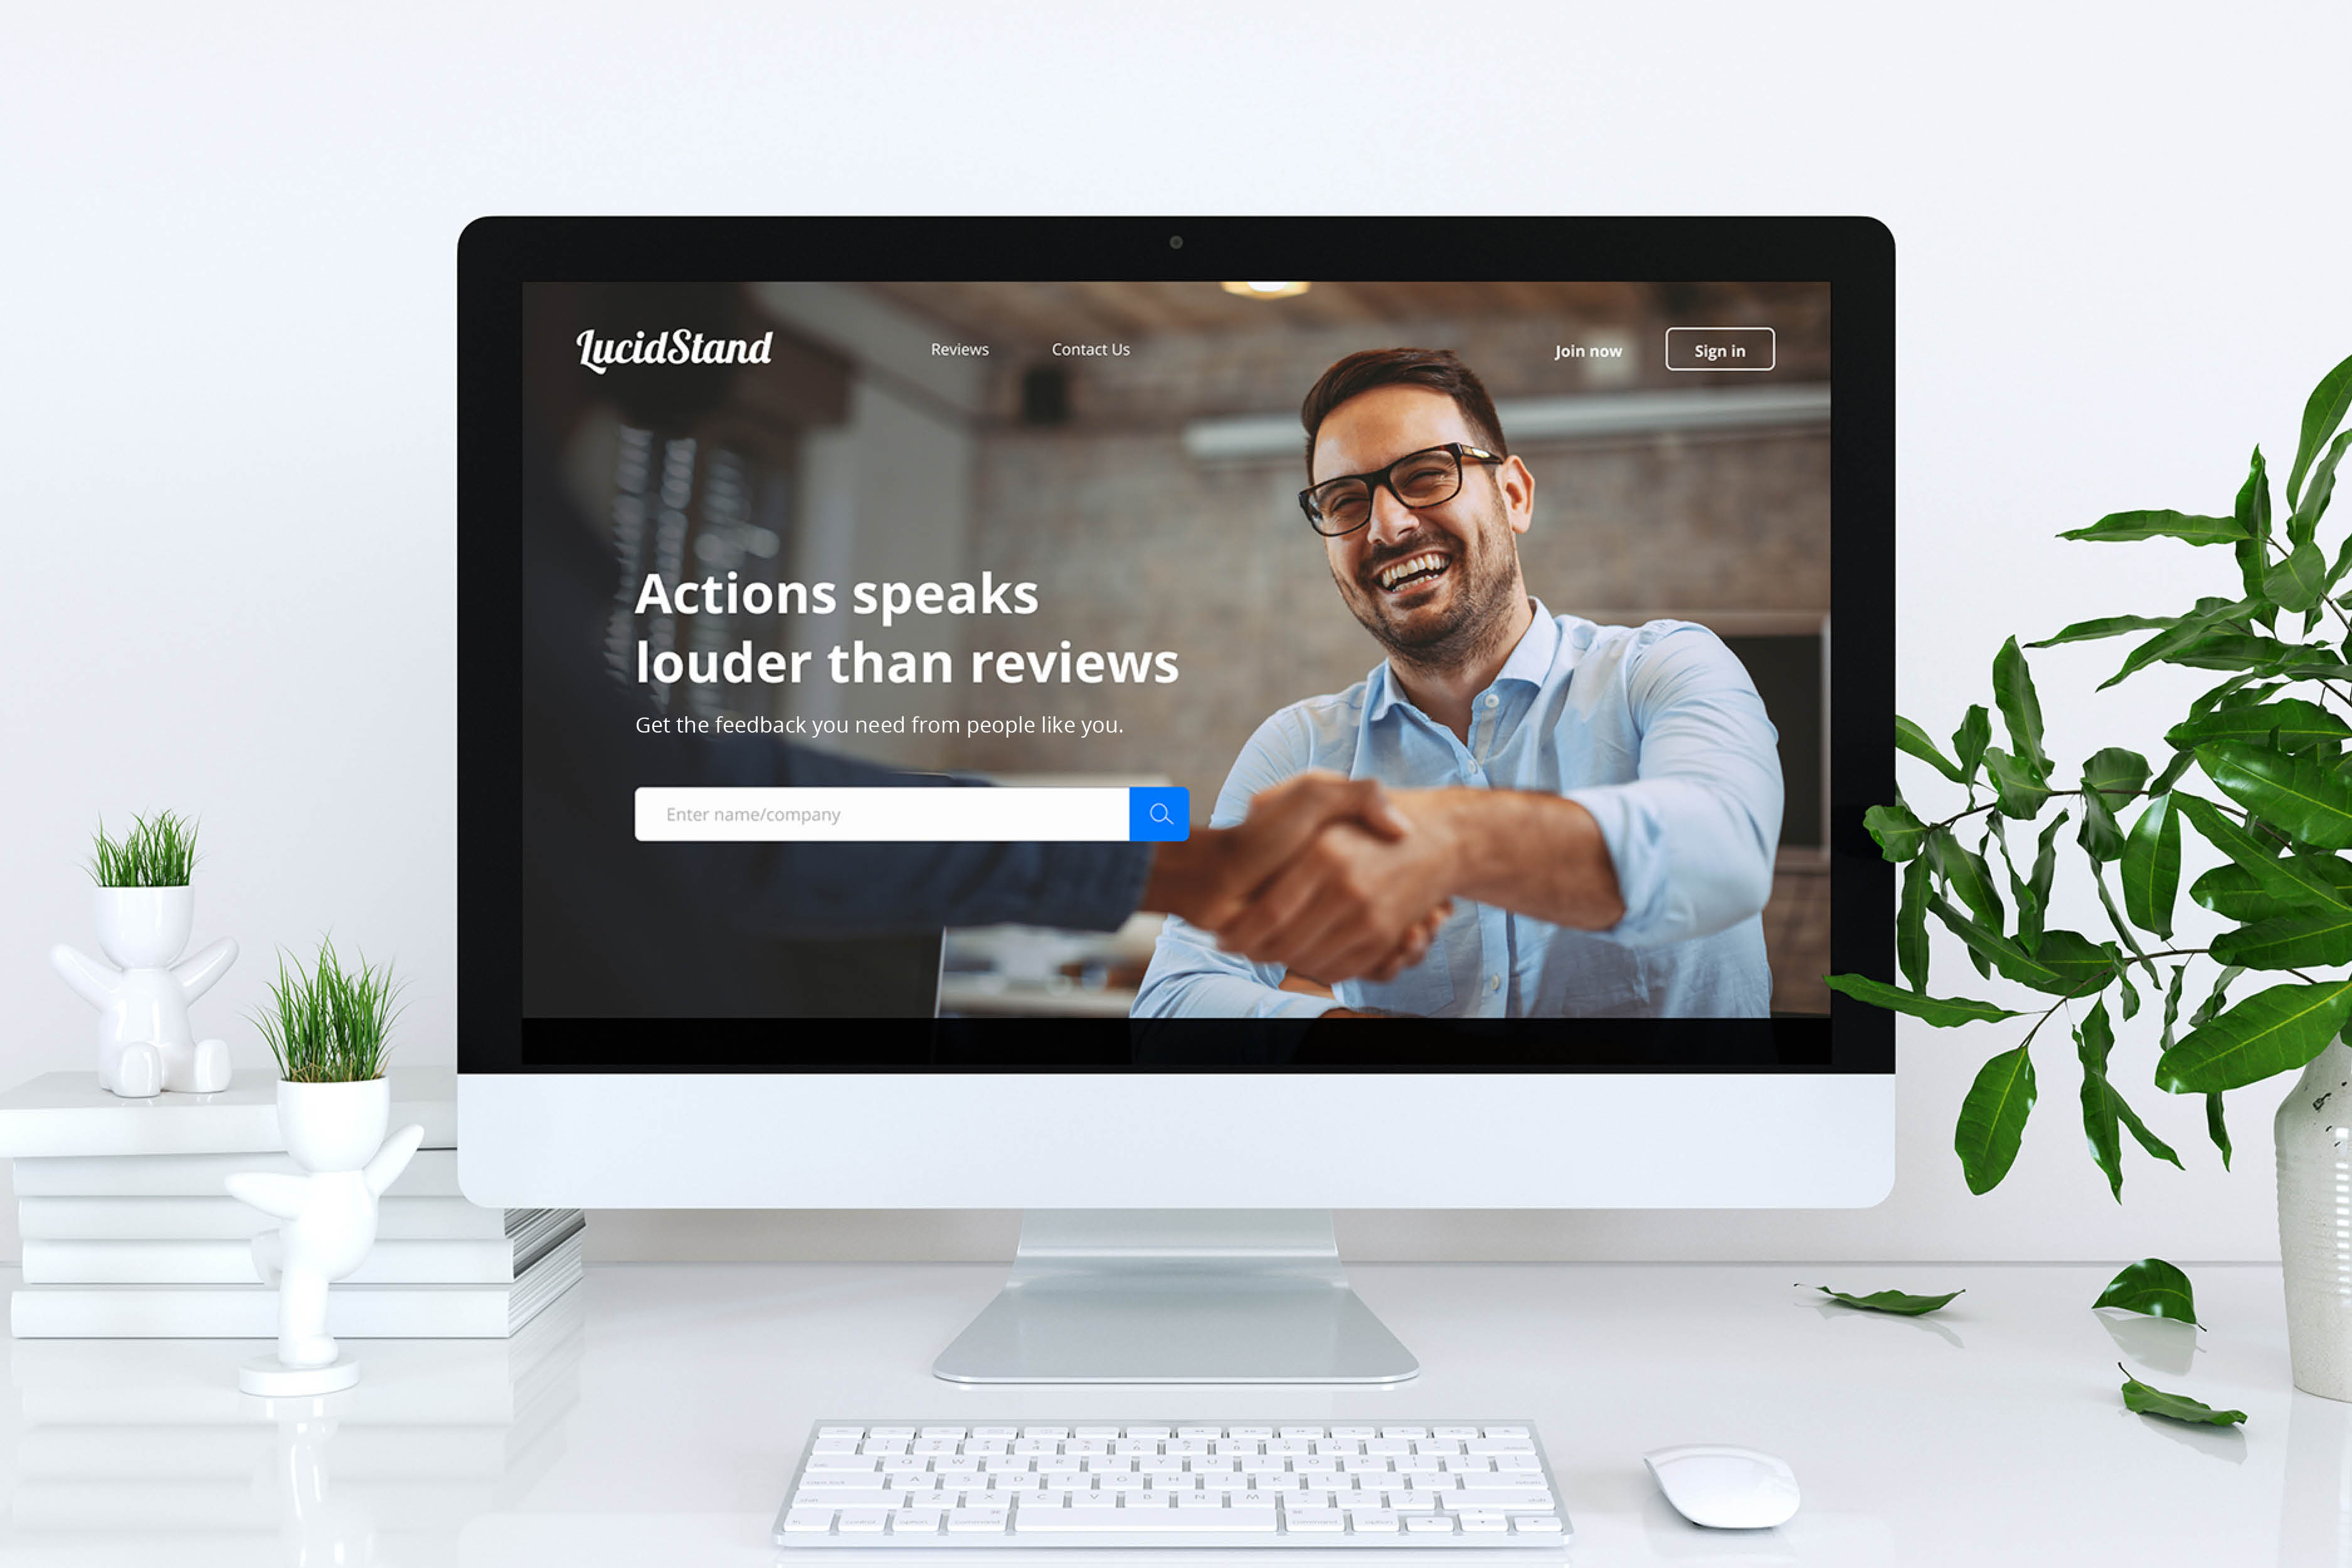 LucidStand
Reviews
Contact Us
Join now
Sign in
Actions speaks
louder than reviews
Get the feedback you need from people like you.
Enter name/company